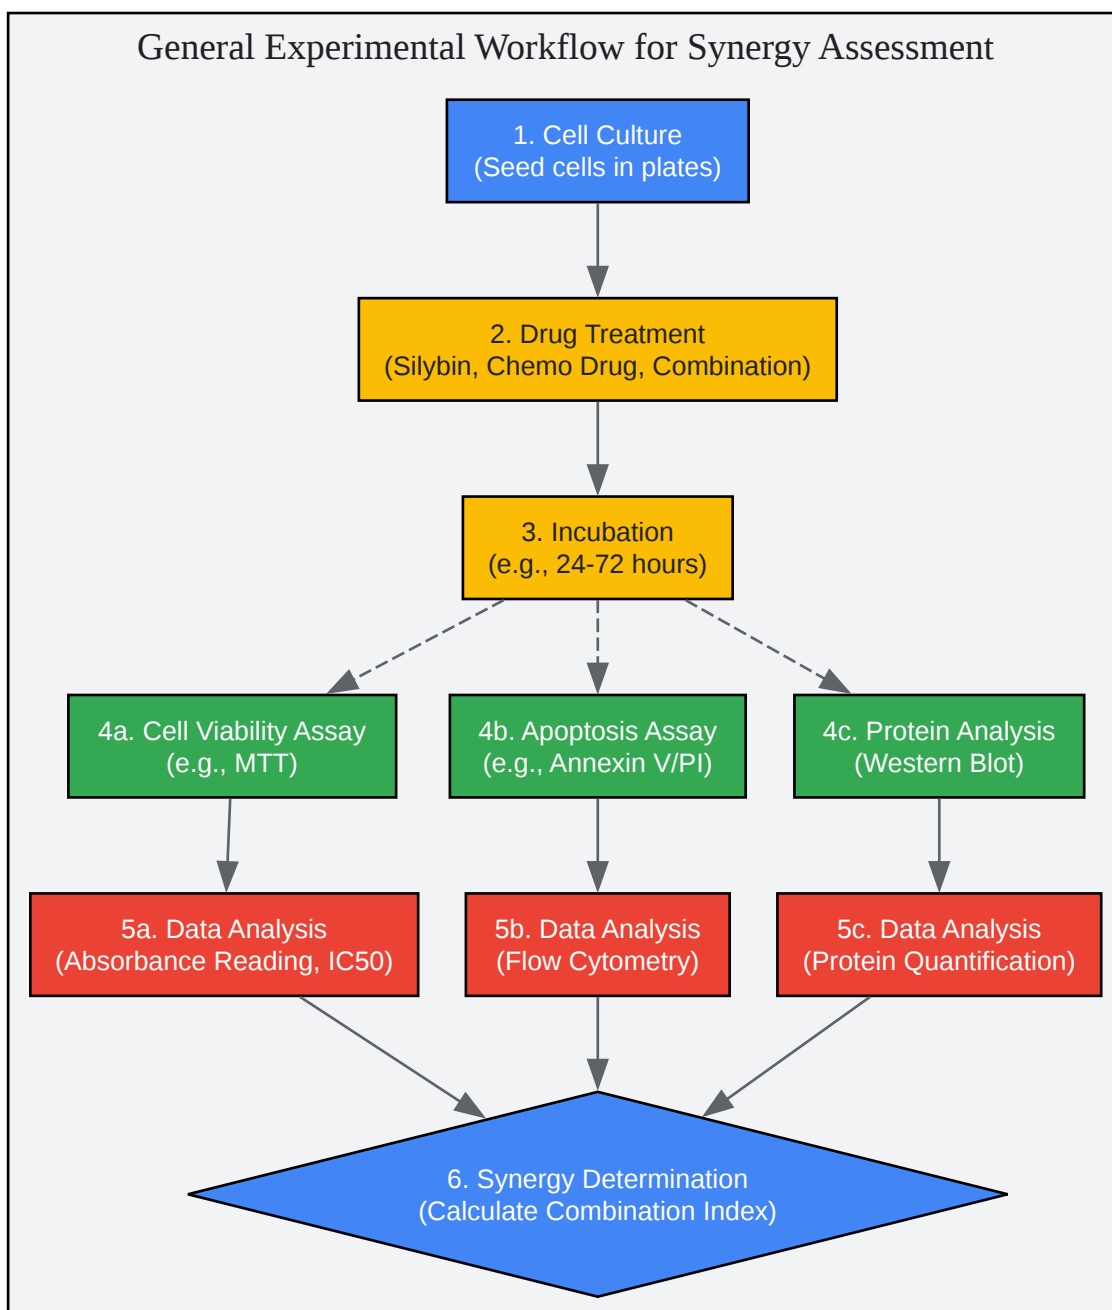 General Experimental Workflow for Synergy Assessment
1. Cell Culture
(Seed cells in plates)
2. Drug Treatment
(Silybin, Chemo Drug, Combination)
3. Incubation
(e.g., 24-72 hours)
4a. Cell Viability Assay
(e.g., MTT)
4b. Apoptosis Assay
(e.g., Annexin V/PI)
4c. Protein Analysis
(Western Blot)
5a. Data Analysis
(Absorbance Reading, IC50)
5b. Data Analysis
(Flow Cytometry)
5c. Data Analysis
(Protein Quantification)
6. Synergy Determination
(Calculate Combination Index)